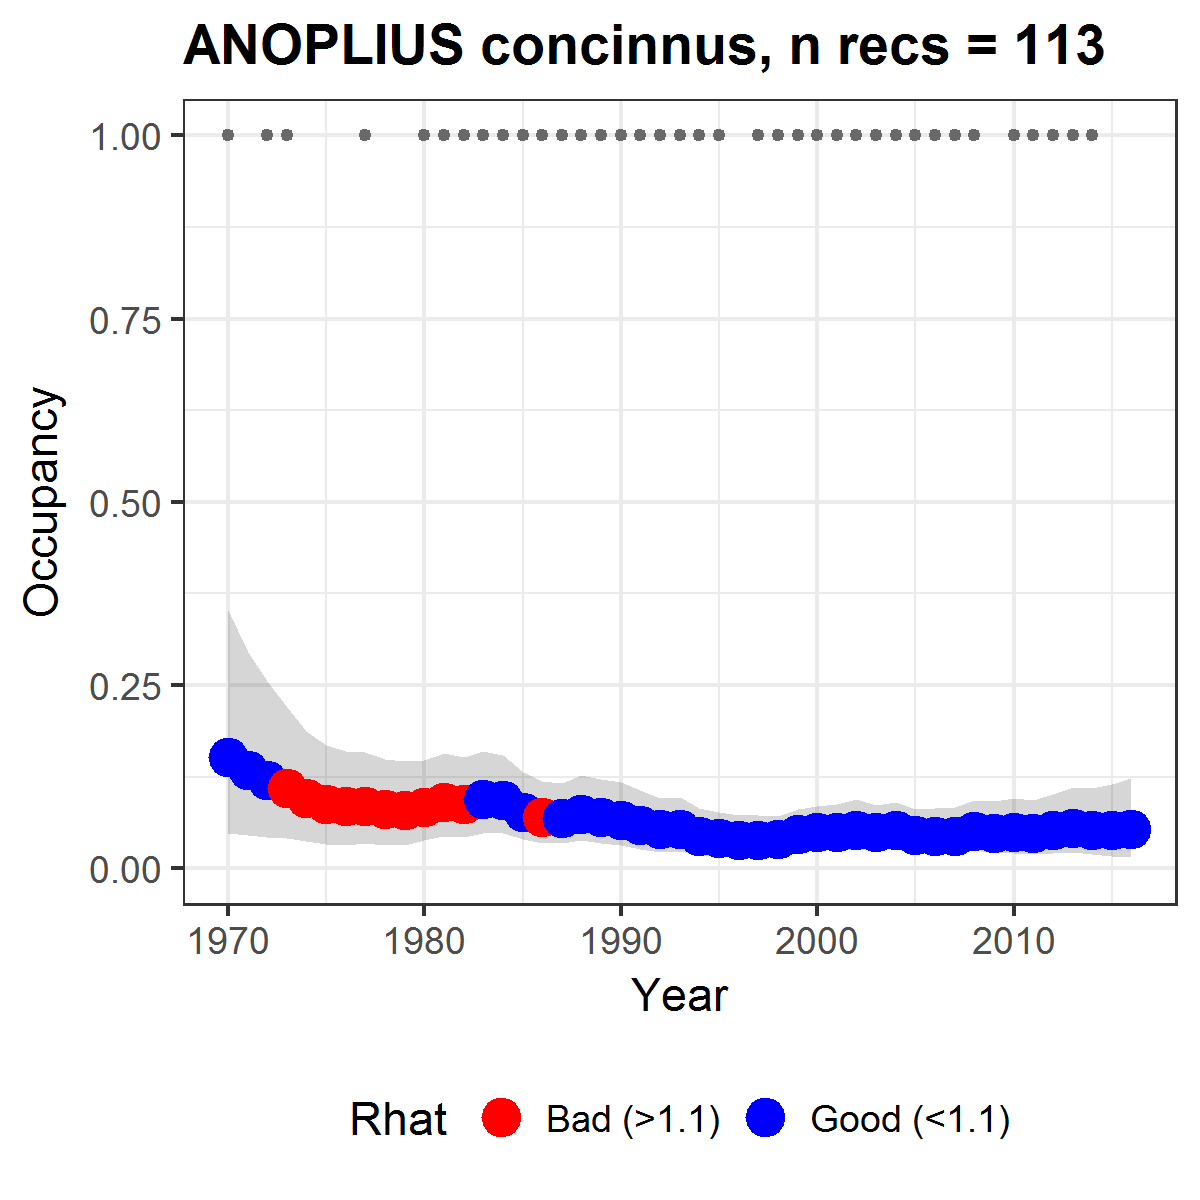 ANOPLIUS concinnus, n recs = 113
1.00
0.75
0.50
0.25
0.00
Occupancy
1970 1980 1990 2000 2010
Year
Rhat Bad (>1.1) Good (<1.1)